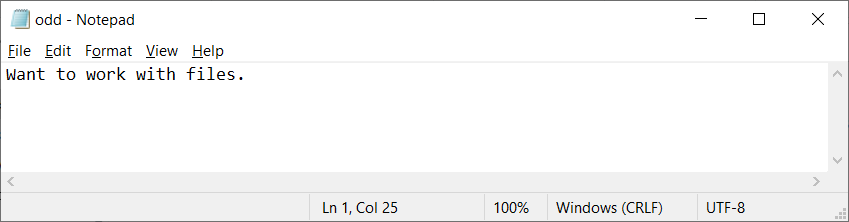 odd - Notepad
File Edit Format View Help
Want to work with files.
Ln 1, Col 25 100% Windows (CRLF) UTF-8